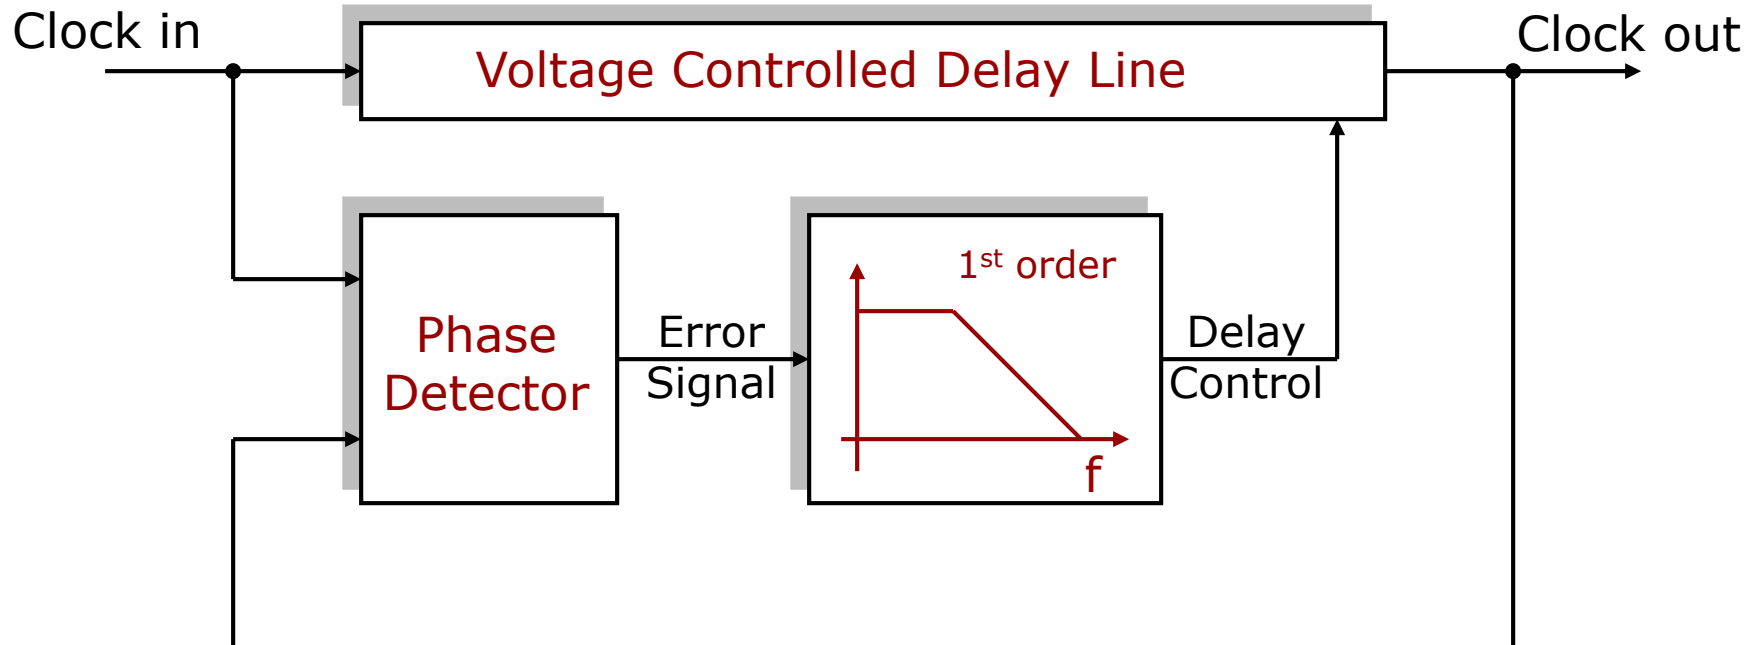 Clock in
Voltage Controlled Delay Line
Clock out
Phase
Detector
Error
Signal
1st order
f
Delay
Control